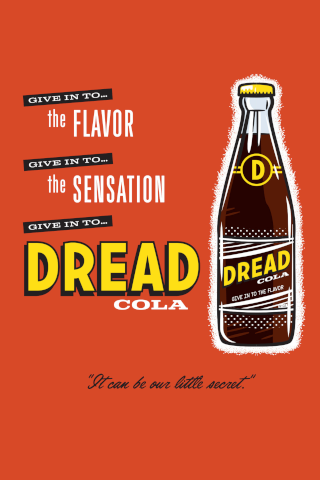 GIVE IN TO...
the FLAVOR
GIVE IN TO...
the SENSATION
GIVE IN TO...
DREAD
COLA
D
DREAD
COLA
GIVE IN TO THE FLAVOR
"It can be our little secret."